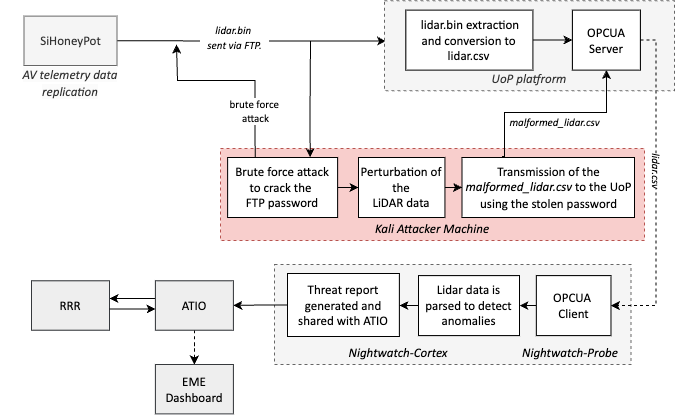 SiHoneyPot
AV telemetry data
replication
lidar.bin
sent via FTP.
lidar.bin extraction
and conversion to
lidar.csv
OPCUA
Server
UoP platfrorm
brute force
attack
malformed_lidar.csv
lidar.csv
Brute force attack
to crack the
FTP password
Perturbation of
the
LiDAR data
Transmission of the
malformed_lidar.csv to the UoP
using the stolen password
Kali Attacker Machine
RRR
ATIO
Threat report
generated and
shared with ATIO
Lidar data is
parsed to detect
anomalies
OPCUA
Client
Nightwatch-Cortex
Nightwatch-Probe
EME
Dashboard